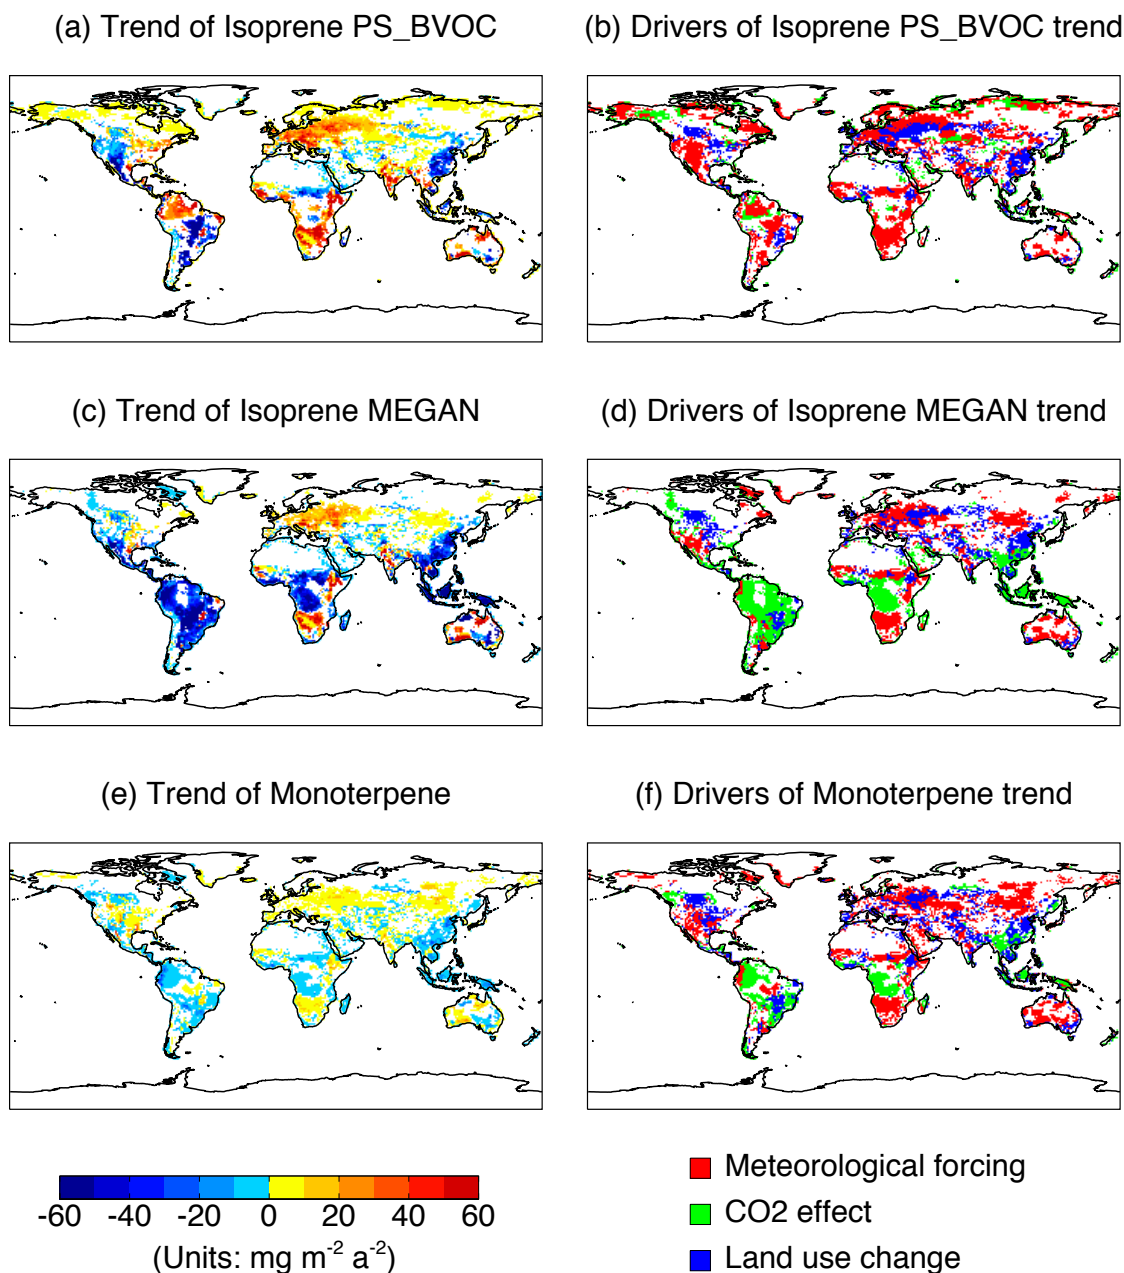 (a) Trend of Isoprene PS_BVOC
(b) Drivers of Isoprene PS_BVOC trend
(c) Trend of Isoprene MEGAN
(d) Drivers of Isoprene MEGAN trend
(e) Trend of Monoterpene
(f) Drivers of Monoterpene trend
-60 -40 -20 0 20 40 60
(Units: mg m⁻² a⁻²)
Meteorological forcing
CO2 effect
Land use change